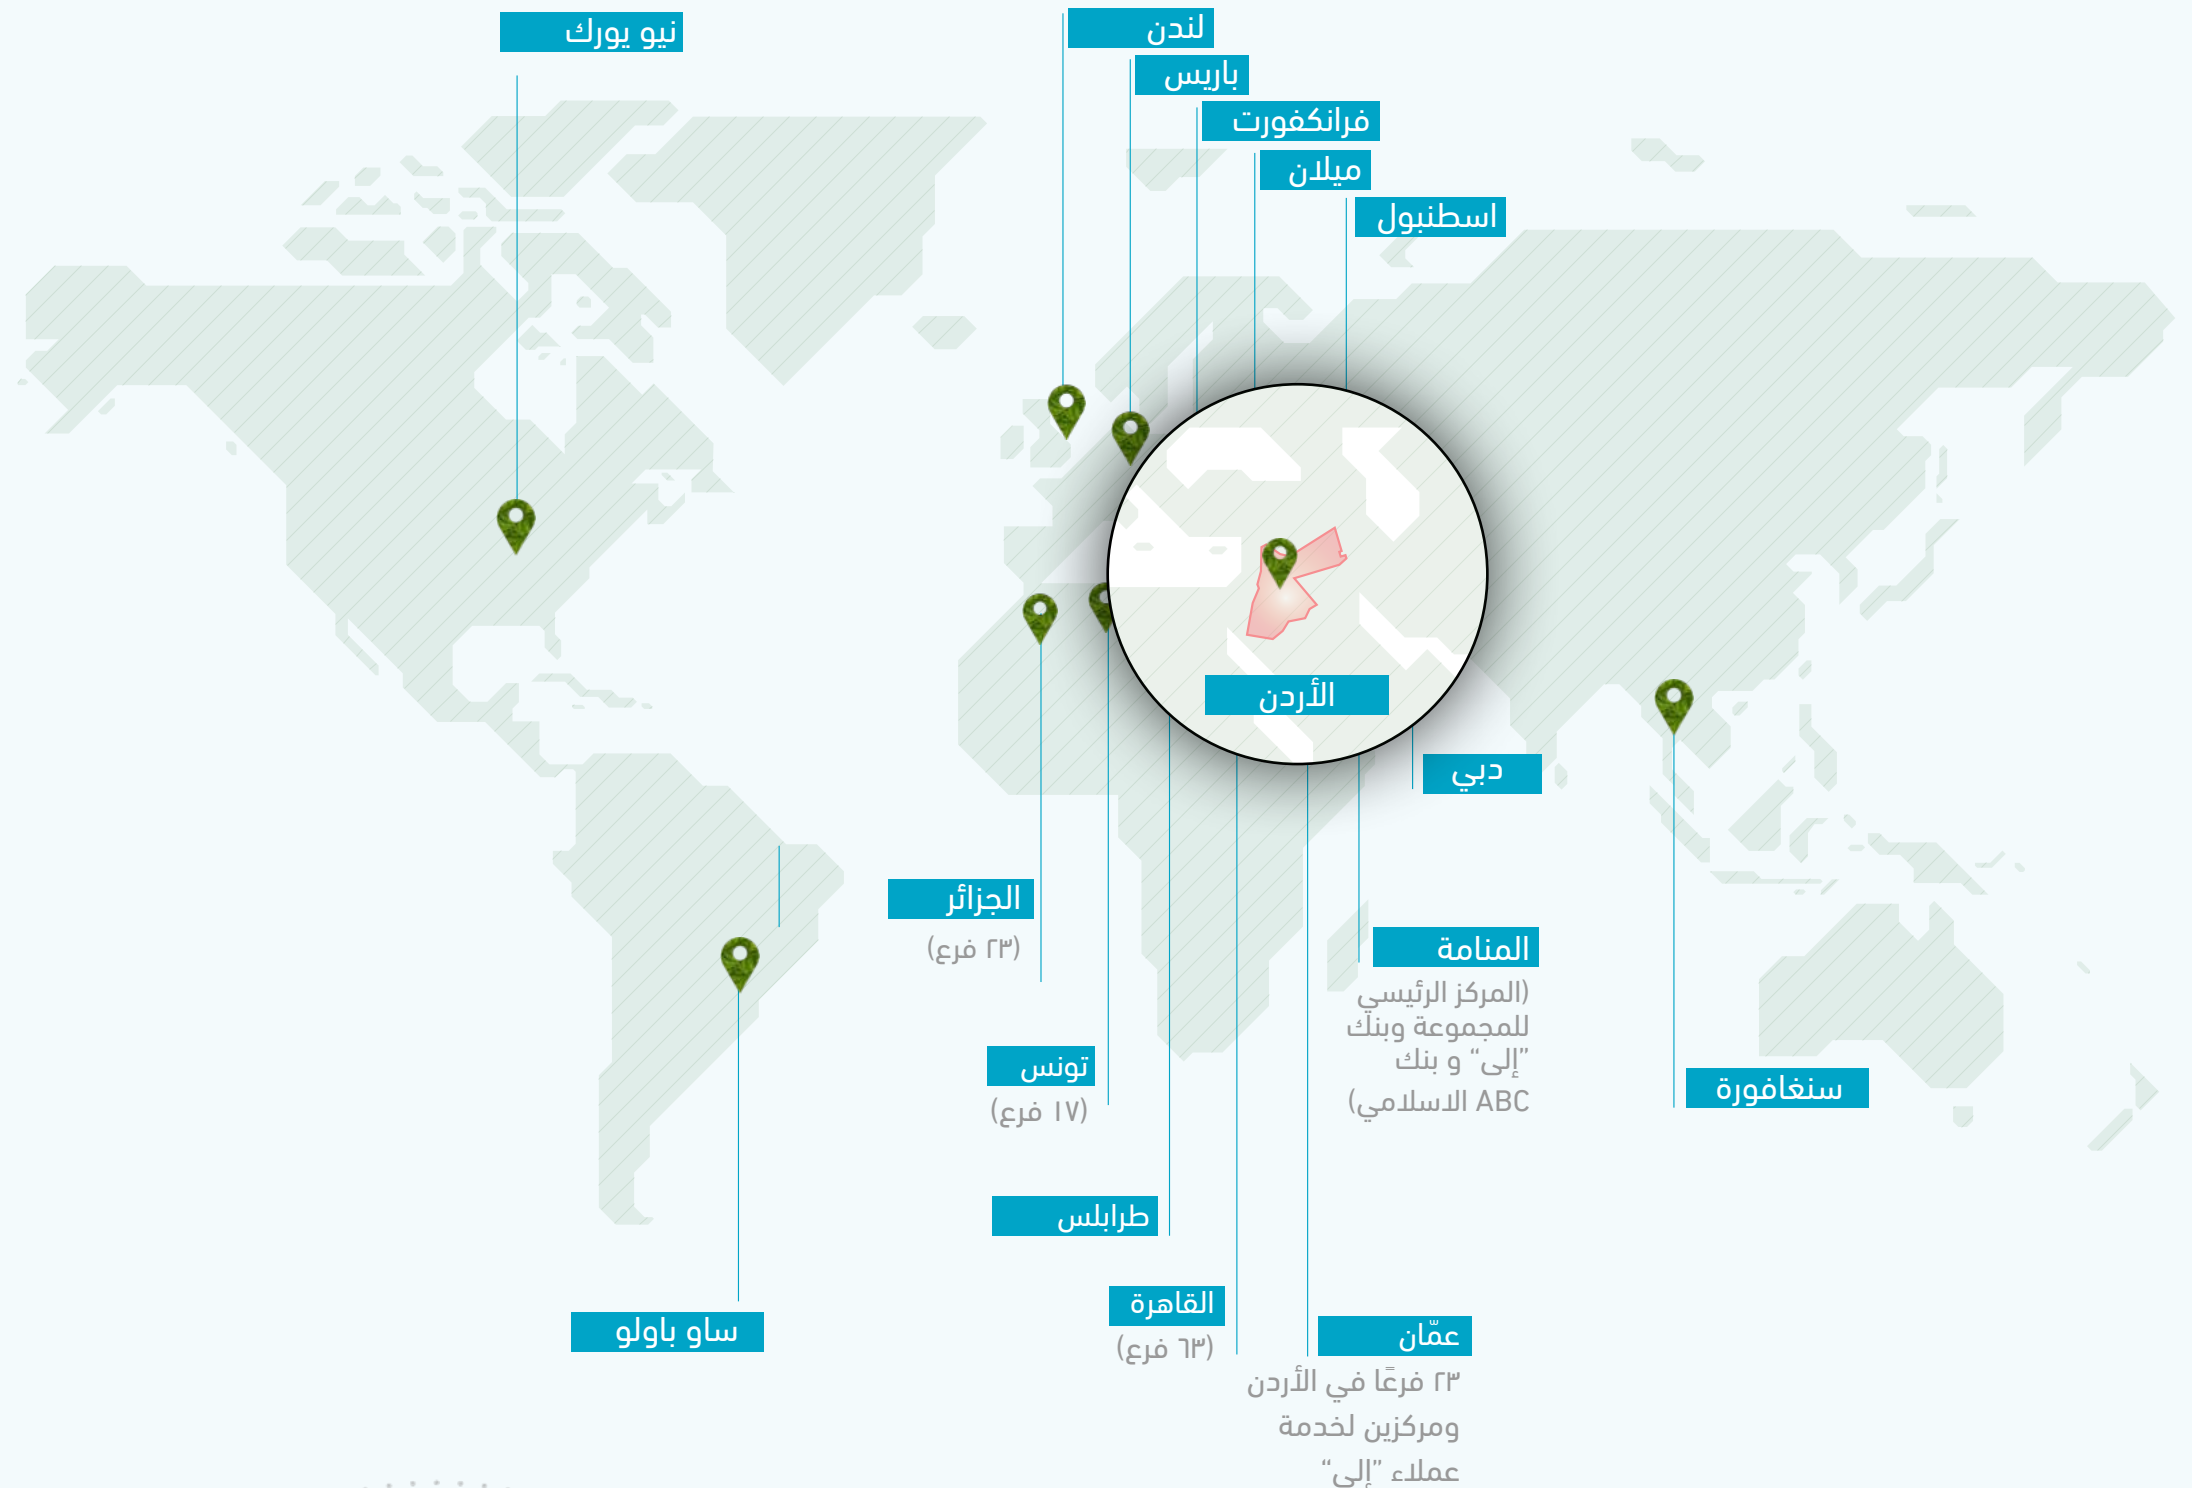 نيو يورك
لندن
باريس
فرانكفورت
ميلان
اسطنبول
الأردن
دبي
الجزائر
(٢٣ فرع)
المنامة
(المركز الرئيسي
للمجموعة وبنك
”إلى“ و بنك
ABC الاسلامي)
تونس
(١٧ فرع)
سنغافورة
طرابلس
القاهرة
(٦٣ فرع)
ساو باولو
عمّان
٢٣ فرعًا في الأردن
ومركزين لخدمة
عملاء ”إلى“